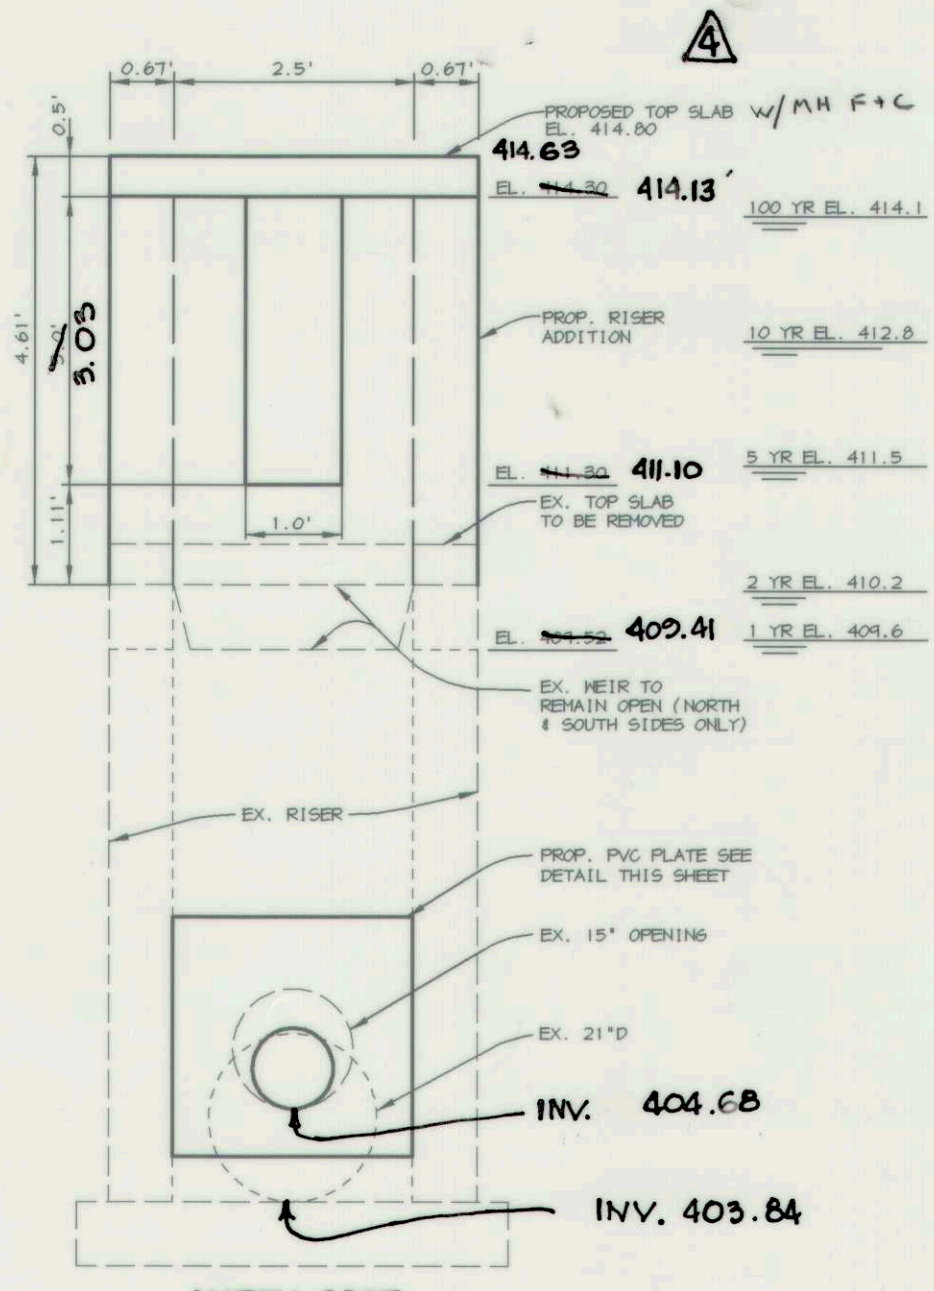 4
0.67' 2.5' 0.67'
0.5'
PROPOSED TOP SLAB W/ MH F+C
EL. 414.80
414.63
EL. 414.30 414.13'
100 YR EL. 414.1
4.61'
3.0'
3.03
PROP. RISER
ADDITION
10 YR EL. 412.8
EL. 411.30 411.10
5 YR EL. 411.5
1.11'
1.0'
EX. TOP SLAB
TO BE REMOVED
2 YR EL. 410.2
EL. 409.52 409.41
1 YR EL. 409.6
EX. WEIR TO
REMAIN OPEN (NORTH
& SOUTH SIDES ONLY)
EX. RISER
PROP. PVC PLATE SEE
DETAIL THIS SHEET
EX. 15" OPENING
EX. 21"D
INV. 404.68
INV. 403.84